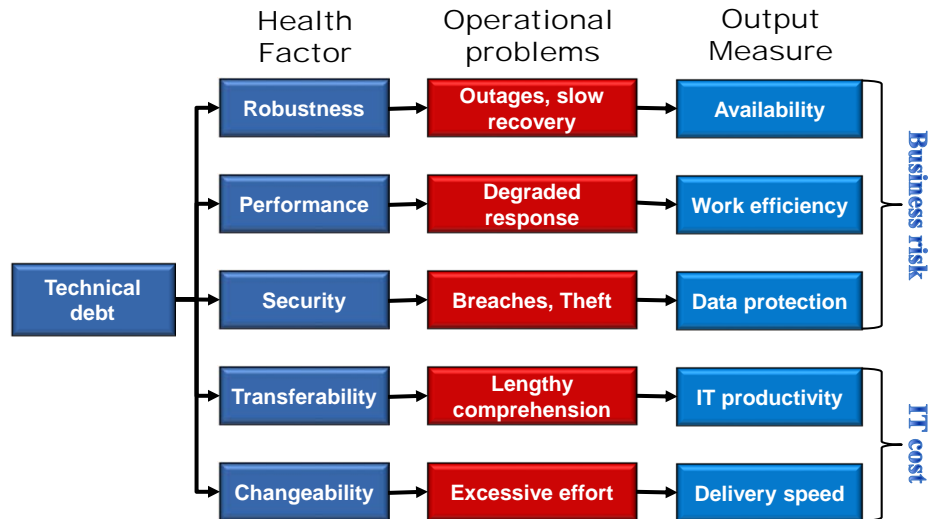 Health
Factor
Operational
problems
Output
Measure
Robustness
Outages, slow
recovery
Availability
Performance
Degraded
response
Work efficiency
Technical
debt
Security
Breaches, Theft
Data protection
Business risk
Transferability
Lengthy
comprehension
IT productivity
Changeability
Excessive effort
Delivery speed
IT cost